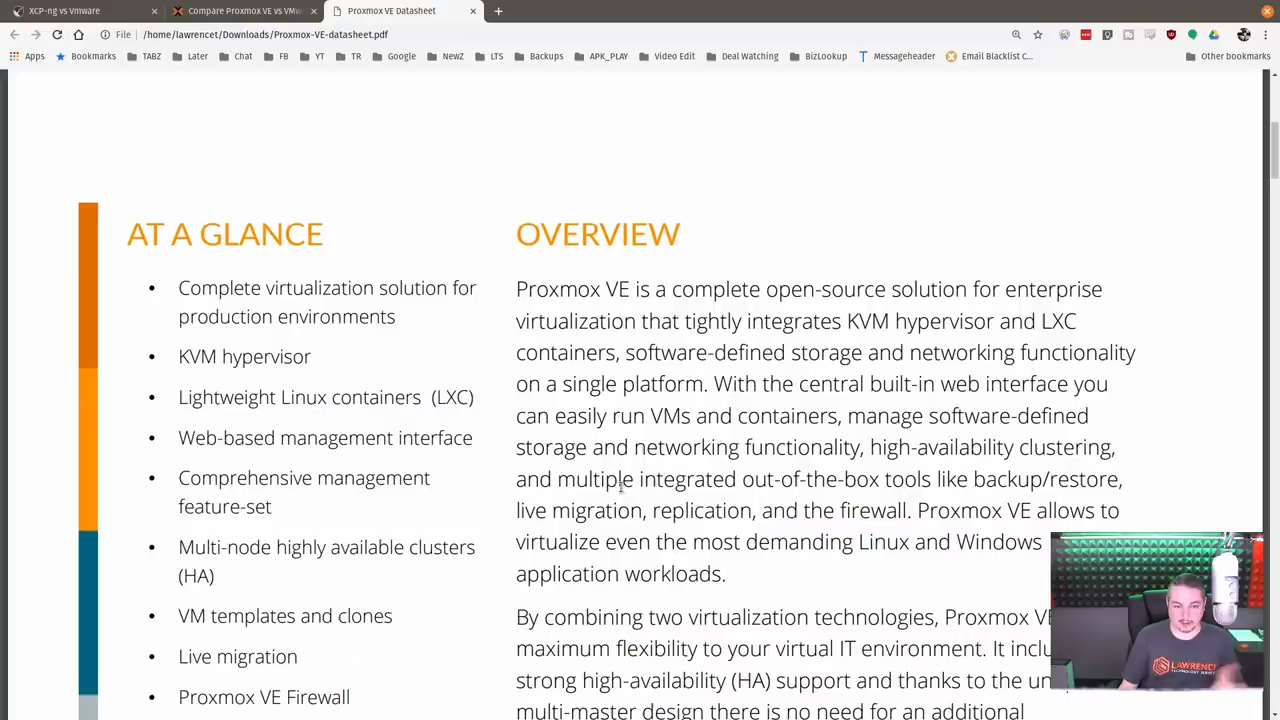 XCP-ng vs Vmware
Compare Proxmox VE vs VMw
Proxmox VE Datasheet
File
/home/lawrencet/Downloads/Proxmox-VE-datasheet.pdf
Apps
Bookmarks
TABZ
Later
Chat
FB
YT
TR
Google
NewZ
LTS
Backups
APK_PLAY
Video Edit
Deal Watching
BizLookup
Messageheader
Email Blacklist C...
Other bookmarks
AT A GLANCE
• Complete virtualization solution for
production environments
• KVM hypervisor
• Lightweight Linux containers (LXC)
• Web-based management interface
• Comprehensive management
feature-set
• Multi-node highly available clusters
(HA)
• VM templates and clones
• Live migration
• Proxmox VE Firewall
OVERVIEW
Proxmox VE is a complete open-source solution for enterprise
virtualization that tightly integrates KVM hypervisor and LXC
containers, software-defined storage and networking functionality
on a single platform. With the central built-in web interface you
can easily run VMs and containers, manage software-defined
storage and networking functionality, high-availability clustering,
and multiple integrated out-of-the-box tools like backup/restore,
live migration, replication, and the firewall. Proxmox VE allows to
virtualize even the most demanding Linux and Windows
application workloads.
By combining two virtualization technologies, Proxmox VE
maximum flexibility to your virtual IT environment. It inclu
strong high-availability (HA) support and thanks to the un
multi-master design there is no need for an additional
LAWRENCE